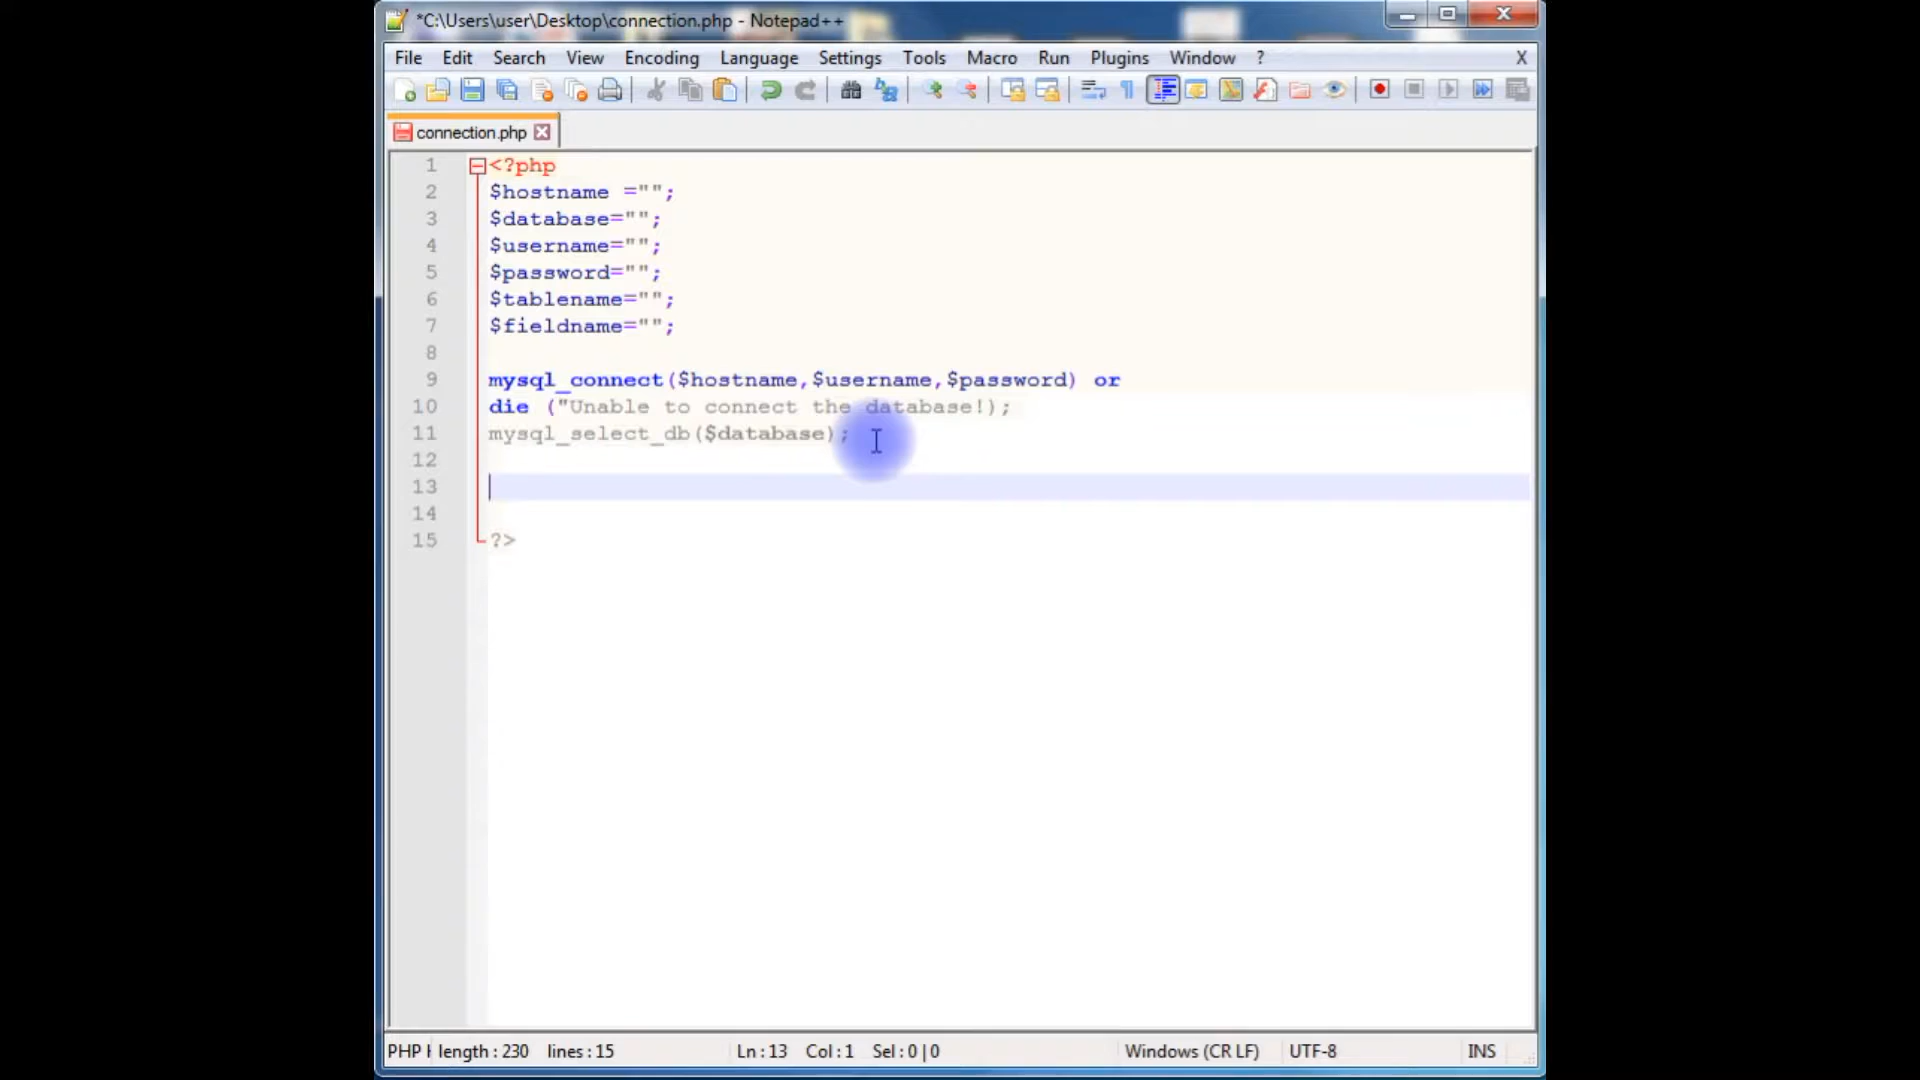 *C:\Users\user\Desktop\connection.php - Notepad++
File Edit Search View Encoding Language Settings Tools Macro Run Plugins Window ? X
connection.php
1 <?php
2 $hostname ="";
3 $database="";
4 $username="";
5 $password="";
6 $tablename="";
7 $fieldname="";
8
9 mysql_connect($hostname,$username,$password) or
10 die ("Unable to connect the database!);
11 mysql_select_db($database);
12
13
14
15 ?>
PHP length : 230 lines : 15 Ln : 13 Col : 1 Sel : 0 | 0 Windows (CR LF) UTF-8 INS